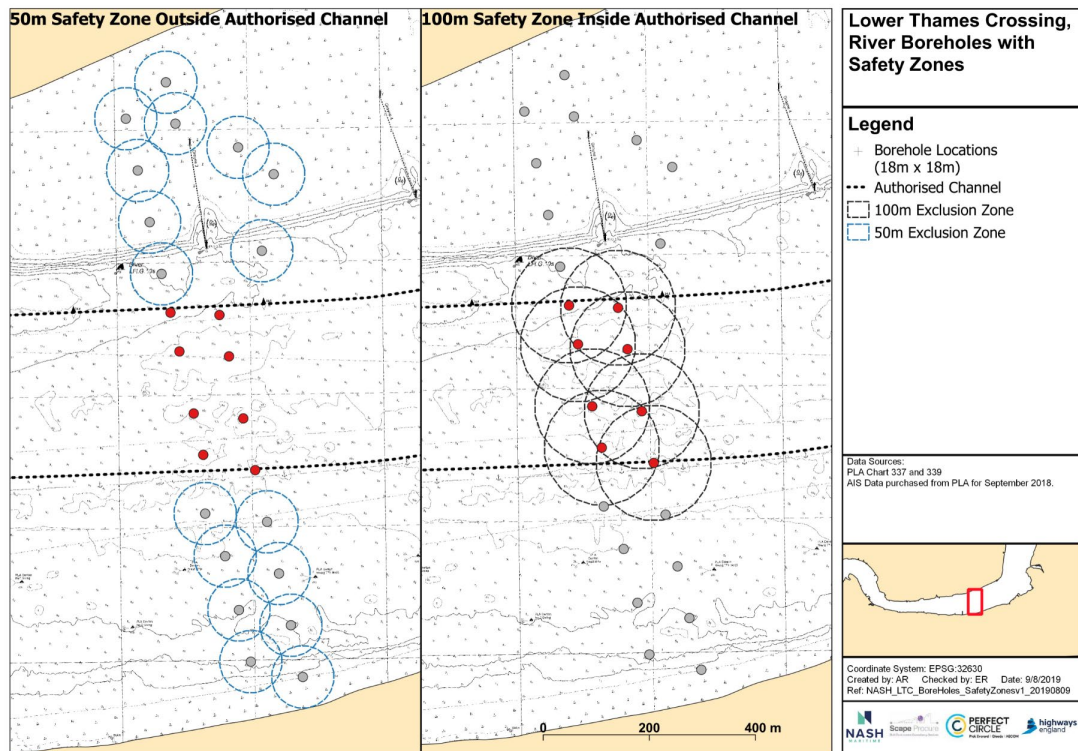 50m Safety Zone Outside Authorised Channel
100m Safety Zone Inside Authorised Channel
Lower Thames Crossing,
River Boreholes with
Safety Zones
Legend
Borehole Locations
(18m x 18m)
Authorised Channel
100m Exclusion Zone
50m Exclusion Zone
Data Sources:
PLA Chart 337 and 339
AIS Data purchased from PLA for September 2018.
0 200 400 m
Coordinate System: EPSG:32630
Created by: AR Checked by: ER Date: 9/8/2019
Ref: NASH_LTC_BoreHoles_SafetyZonesv1_20190809
NASH
MARITIME
Scape Procure
PERFECT
CIRCLE
highways
england